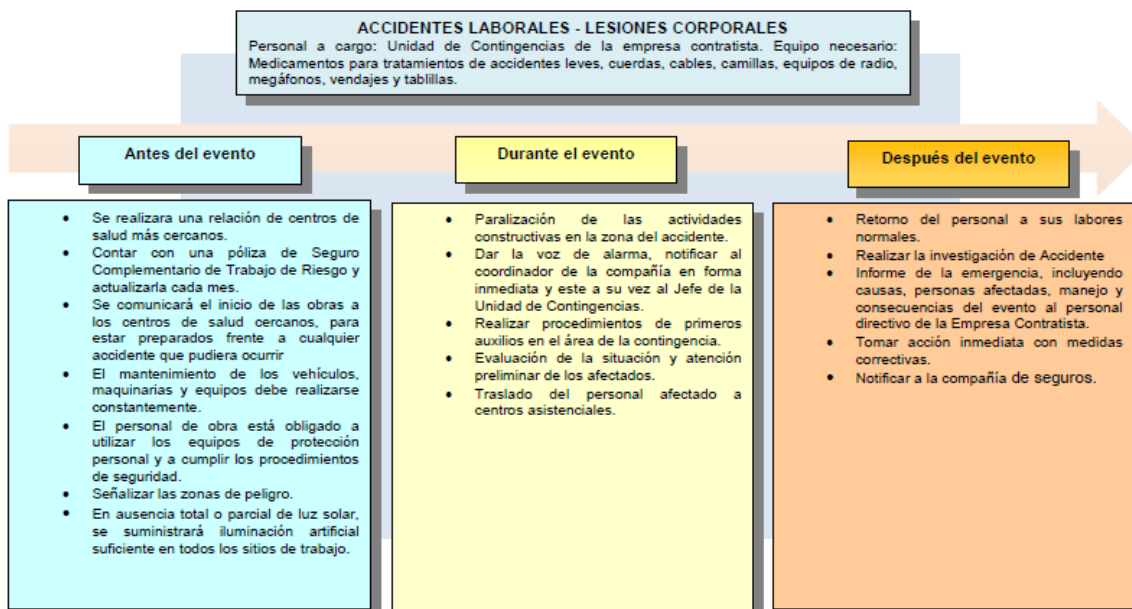 ACCIDENTES LABORALES - LESIONES CORPORALES
Personal a cargo: Unidad de Contingencias de la empresa contratista. Equipo necesario:
Medicamentos para tratamientos de accidentes leves, cuerdas, cables, camillas, equipos de radio,
megáfonos, vendajes y tablillas.
Antes del evento
• Se realizara una relación de centros de
salud más cercanos.
• Contar con una póliza de Seguro
Complementario de Trabajo de Riesgo y
actualizarla cada mes.
• Se comunicará el inicio de las obras a
los centros de salud cercanos, para
estar preparados frente a cualquier
accidente que pudiera ocurrir
• El mantenimiento de los vehículos,
maquinarias y equipos debe realizarse
constantemente.
• El personal de obra está obligado a
utilizar los equipos de protección
personal y a cumplir los procedimientos
de seguridad.
• Señalizar las zonas de peligro.
• En ausencia total o parcial de luz solar,
se suministrará iluminación artificial
suficiente en todos los sitios de trabajo.
Durante el evento
• Paralización de las actividades
constructivas en la zona del accidente.
• Dar la voz de alarma, notificar al
coordinador de la compañía en forma
inmediata y este a su vez al Jefe de la
Unidad de Contingencias.
• Realizar procedimientos de primeros
auxilios en el área de la contingencia.
• Evaluación de la situación y atención
preliminar de los afectados.
• Traslado del personal afectado a
centros asistenciales.
Después del evento
• Retorno del personal a sus labores
normales.
• Realizar la investigación de Accidente
• Informe de la emergencia, incluyendo
causas, personas afectadas, manejo y
consecuencias del evento al personal
directivo de la Empresa Contratista.
• Tomar acción inmediata con medidas
correctivas.
• Notificar a la compañía de seguros.